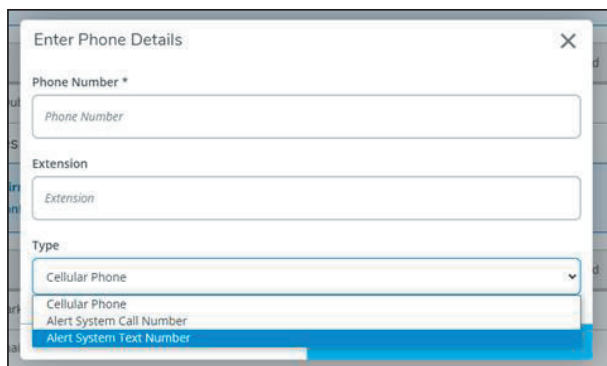 Enter Phone Details
Phone Number *
Phone Number
Extension
Extension
Type
Cellular Phone
Cellular Phone
Alert System Call Number
Alert System Text Number